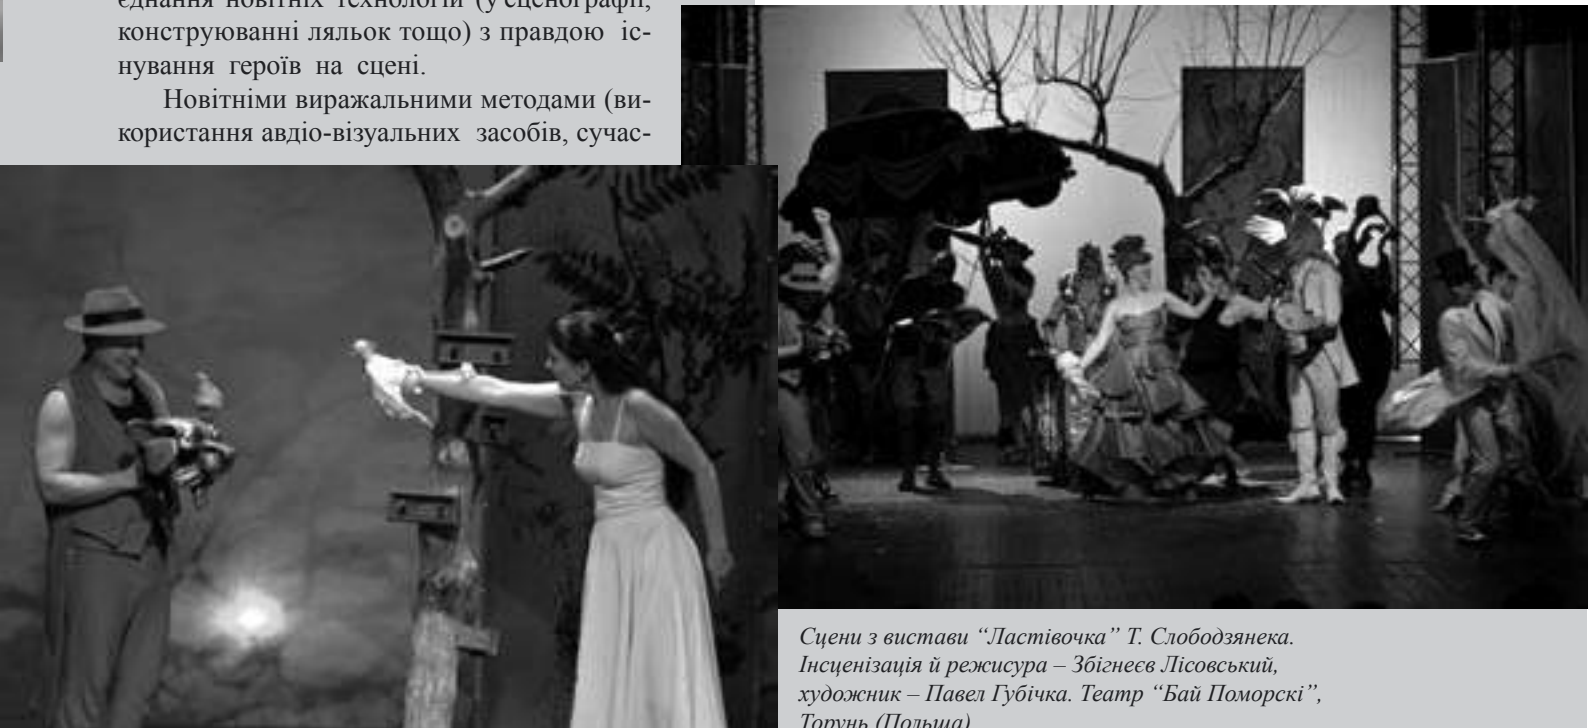 єднання новітніх технологій (у сценографії,
конструюванні ляльок тощо) з правдою іс-
нування героїв на сцені.
Новітніми виражальними методами (ви-
користання авдіо-візуальних засобів, сучас-
Сцени з вистави “Ластівочка” Т. Слободзянека.
Інсценізація й режисура – Збігнєєв Лісовський,
художник – Павел Губічка. Театр “Бай Поморскі”,
Торунь (Польща)